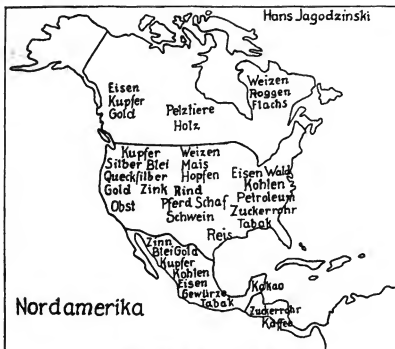 Hans Jagodzinski
Eisen
Kupfer
Gold
Pelztiere
Holz
Weizen
Roggen
Flachs
Kupfer
Silber Blei
Quecksilber
Gold Zink
Obst
Weizen
Mais
Hopfen
Rind
Pferd Schaf
Schwein
Reis
Eisen Wald
Kohlen
Petroleum
Zuckerrohr
Tabak
Zinn
Blei Gold
Kupfer
Kohlen
Eisen
Gewürze
Tabak
Kakao
Zuckerrohr
Kaffee
Nordamerika